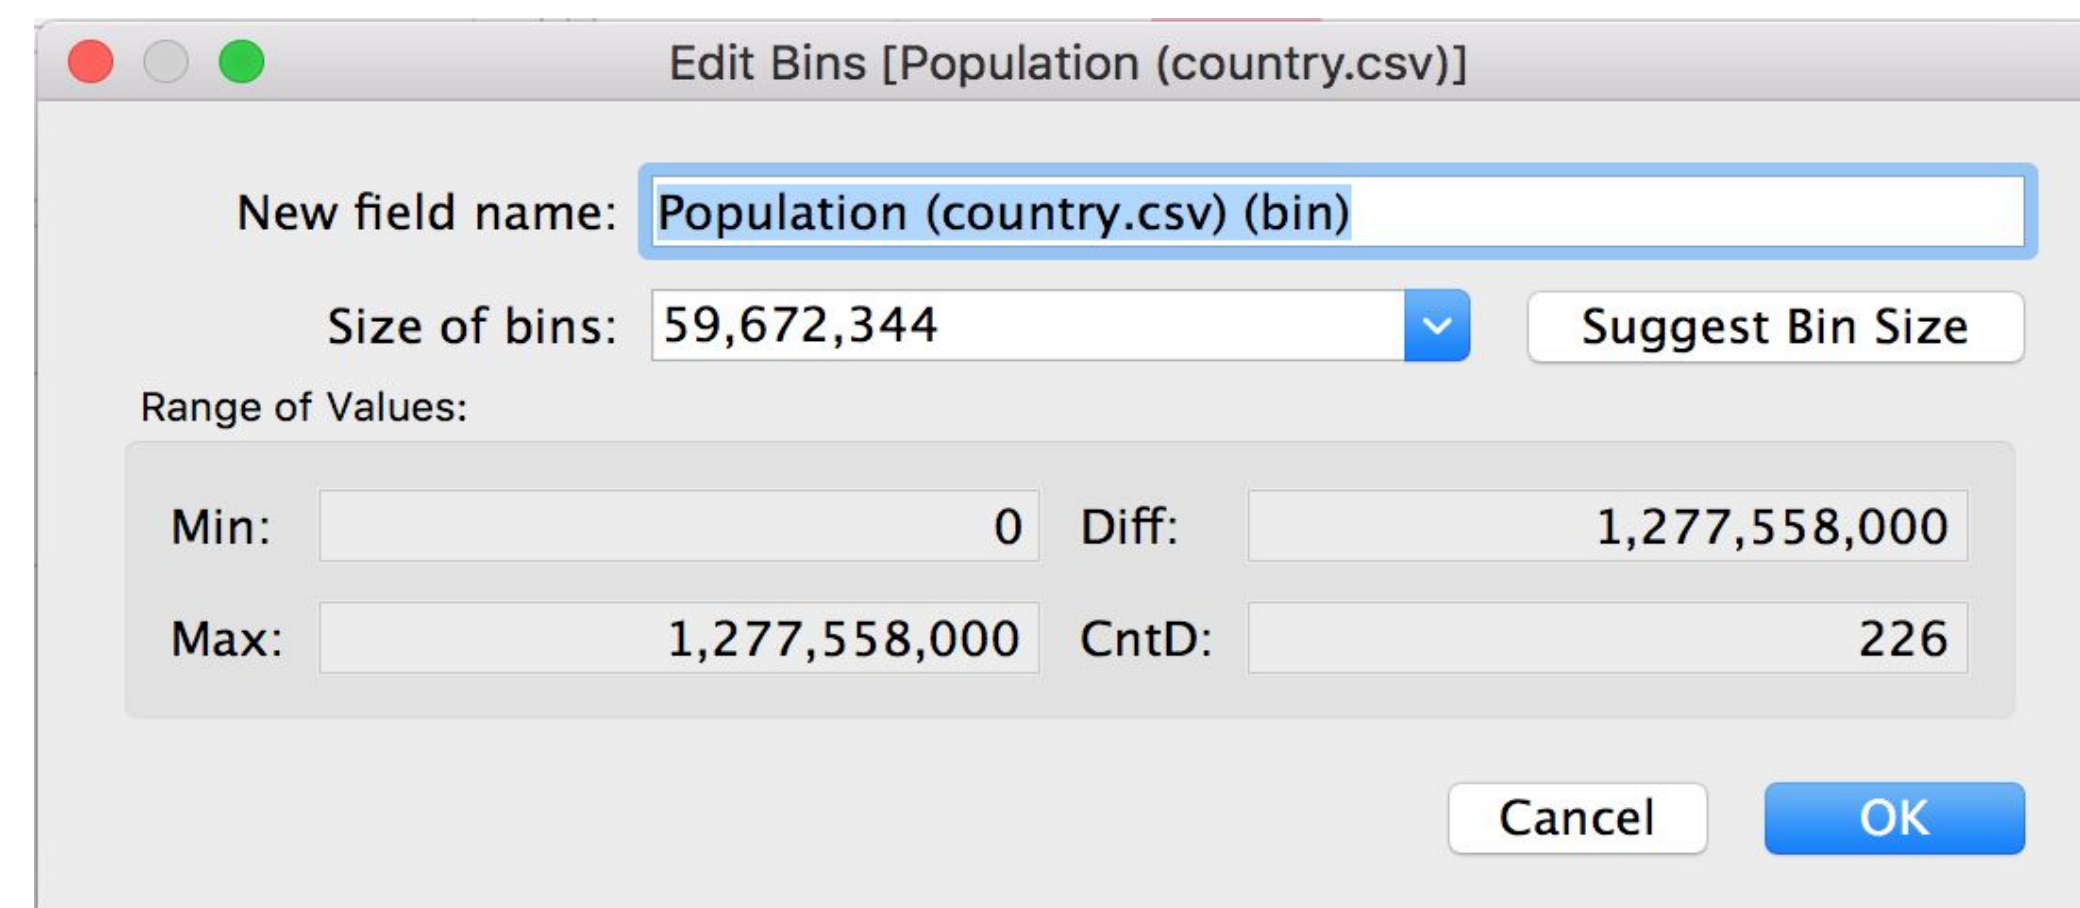 Edit Bins [Population (country.csv)]
New field name: Population (country.csv) (bin)
Size of bins: 59,672,344 Suggest Bin Size
Range of Values:
Min: 0 Diff: 1,277,558,000
Max: 1,277,558,000 CntD: 226
Cancel OK